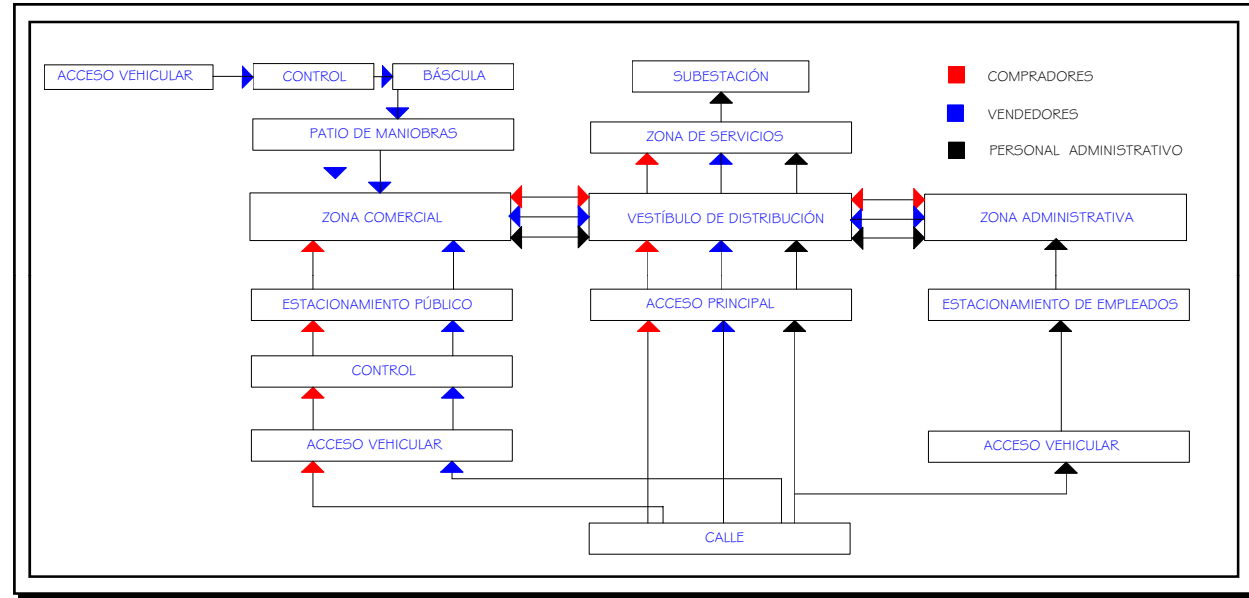 ACCESO VEHICULAR
CONTROL
BÁSCULA
SUBESTACIÓN
COMPRADORES
VENDEDORES
PERSONAL ADMINISTRATIVO
PATIO DE MANIOBRAS
ZONA DE SERVICIOS
ZONA COMERCIAL
VESTÍBULO DE DISTRIBUCIÓN
ZONA ADMINISTRATIVA
ESTACIONAMIENTO PÚBLICO
ACCESO PRINCIPAL
ESTACIONAMIENTO DE EMPLEADOS
CONTROL
ACCESO VEHICULAR
ACCESO VEHICULAR
CALLE